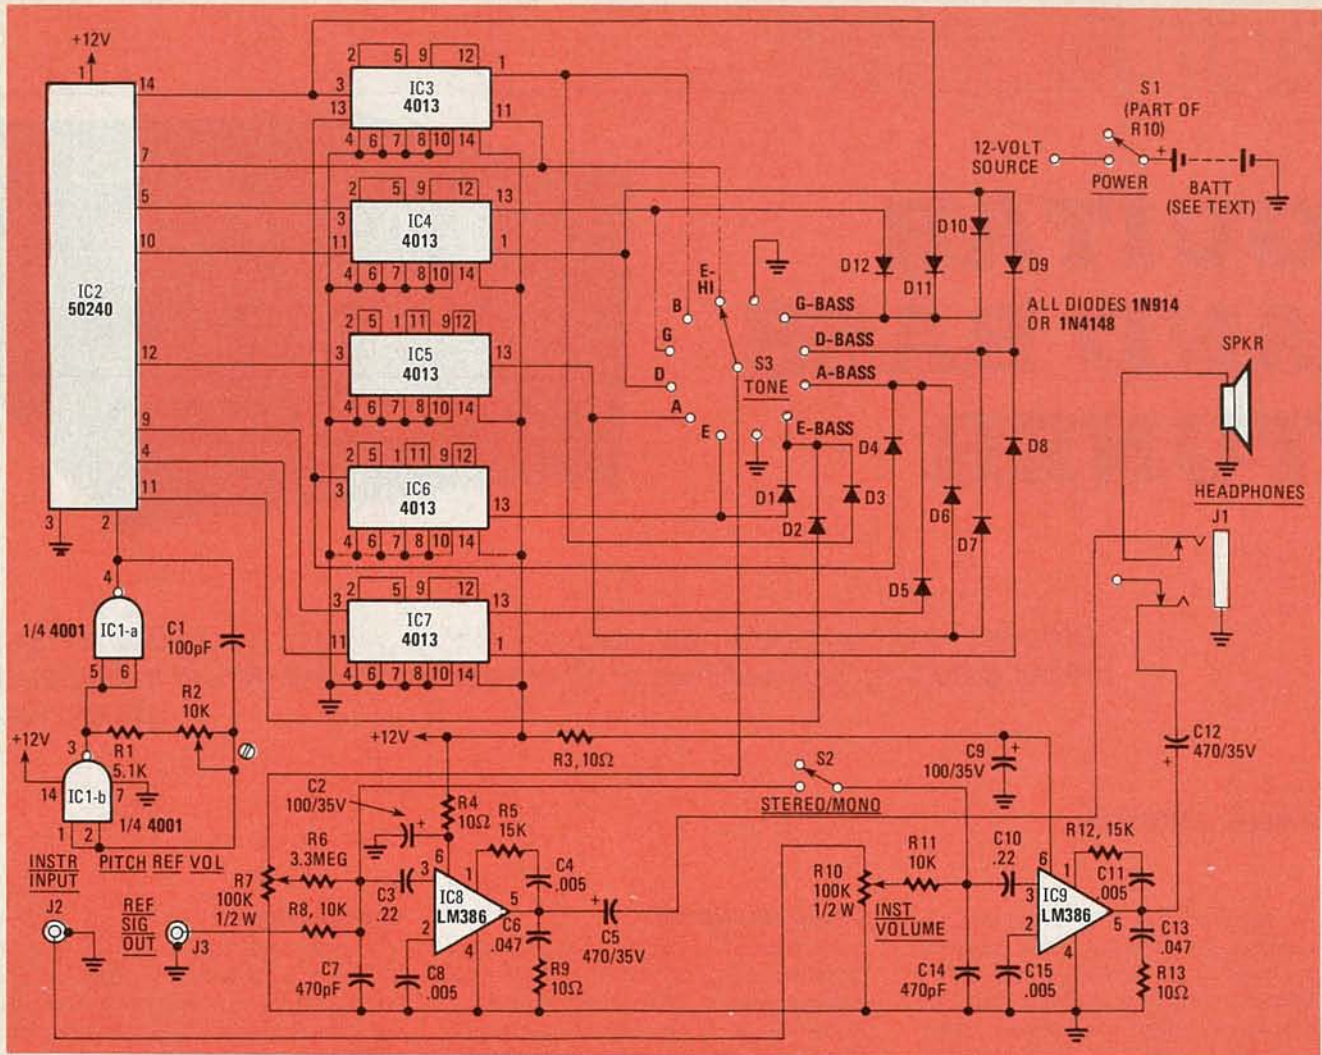 +12V
1
14
7
5
10
12
9
4
11
3
2
IC2
50240
2 5 9 12
3
13
IC3
4013
1
11
4 6 7 8 10 14
2 5 9 12
3
11
IC4
4013
13
1
4 6 7 8 10 14
2 5 1 11 9 12
3
IC5
4013
13
4 6 7 8 10 14
2 5 1 11 9 12
3
IC6
4013
13
4 6 7 8 10 14
2 5 9 12
3
11
IC7
4013
13
1
4 6 7 8 10 14
E-
HI
B
G
D
A
E
S3
TONE
G-BASS
D-BASS
A-BASS
E-BASS
D12
D11
D10
D9
D4
D8
D1
D2
D3
D6
D7
D5
ALL DIODES 1N914
OR 1N4148
S1
(PART OF
R10)
12-VOLT
SOURCE
POWER
+
BATT
(SEE TEXT)
SPKR
HEADPHONES
J1
4
1/4 4001
IC1-a
5 6
C1
100pF
R2
10K
+12V
3
R1
5.1K
14
IC1-b
7
1/4 4001
1 2
INSTR
INPUT
PITCH REF VOL
J2
REF
SIG
OUT
J3
+12V
R3, 10Ω
C2
100/35V
+
R4
10Ω
R5
15K
R6
3.3MEG
R7
100K
1/2 W
R8, 10K
C3
.22
6
3
1
IC8
LM386
5
2
4
C4
.005
C6
.047
+
C5
470/35V
C7
470pF
C8
.005
R9
10Ω
S2
STEREO/MONO
C9
100/35V
+
C12
470/35V
+
R10
100K
1/2 W
R11
10K
INST
VOLUME
C10
.22
R12, 15K
6
1
3
IC9
LM386
2
4
5
C11
.005
C13
.047
C14
470pF
C15
.005
R13
10Ω